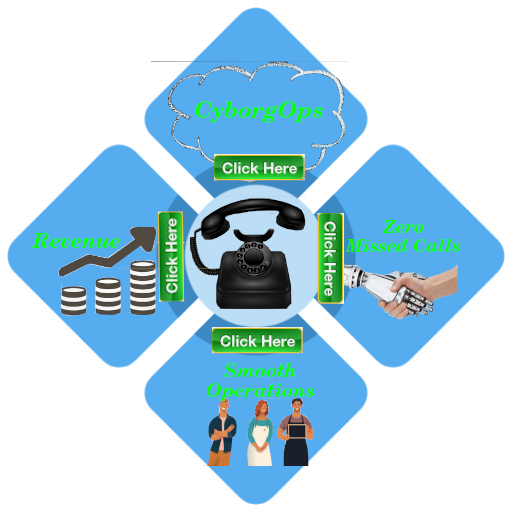 CyborgOps
Click Here
Revenue
Click Here
Click Here
Zero
Missed Calls
Click Here
Smooth
Operations